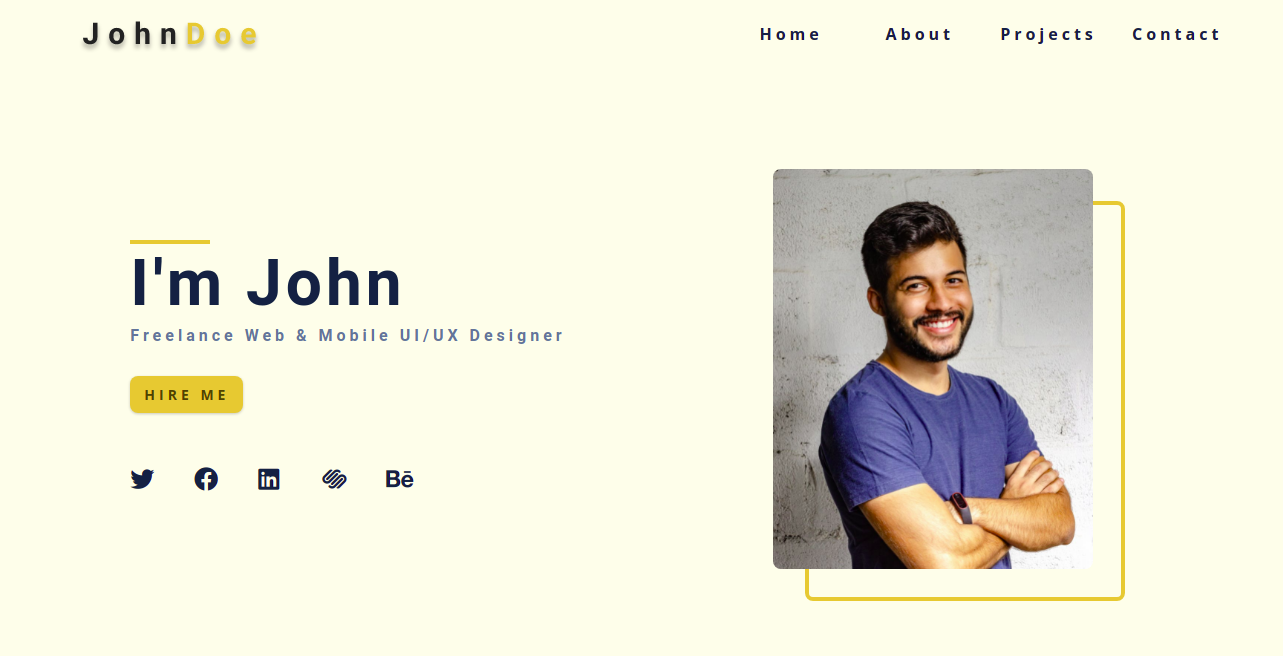 JohnDoe
Home About Projects Contact
I'm John
Freelance Web & Mobile UI/UX Designer
HIRE ME
Bē